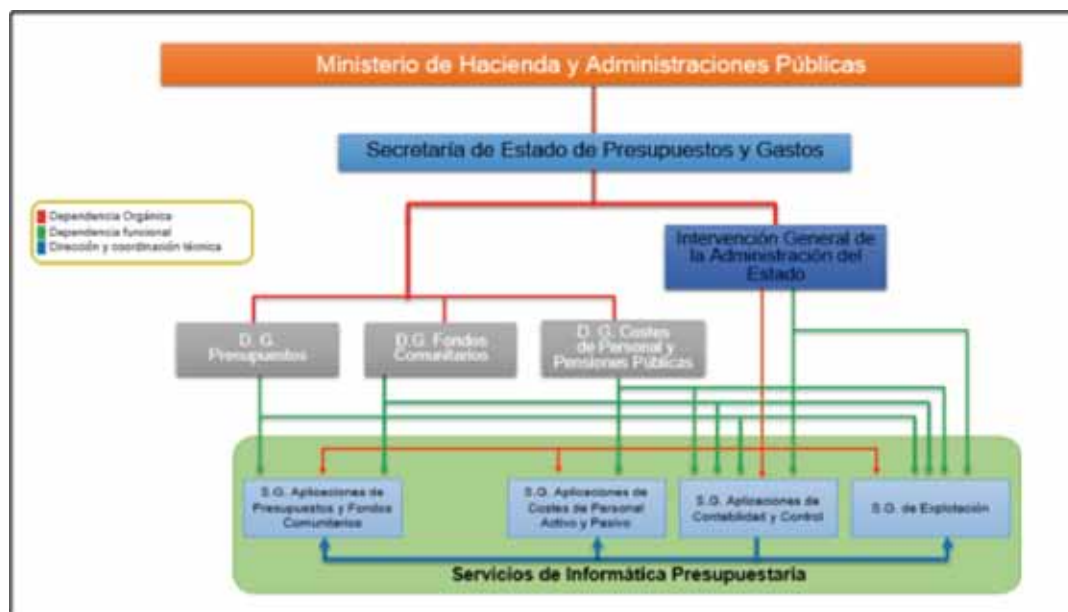 Ministerio de Hacienda y Administraciones Públicas
Secretaría de Estado de Presupuestos y Gastos
Dependencia Orgánica
Dependencia funcional
Dirección y coordinación técnica
Intervención General de
la Administración del
Estado
D. G.
Presupuestos
D.G. Fondos
Comunitarios
D. G. Costes
de Personal y
Pensiones Públicas
S.G. Aplicaciones de
Presupuestos y Fondos
Comunitarios
S.G. Aplicaciones de
Costes de Personal
Activo y Pasivo
S.G. Aplicaciones de
Contabilidad y Control
S.G. de Explotación
Servicios de Informática Presupuestaria